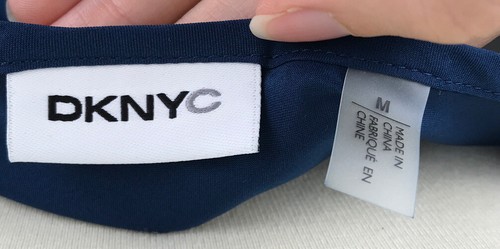 DKNYC
M
MADE IN
CHINA
FABRIQUÉ EN
CHINE